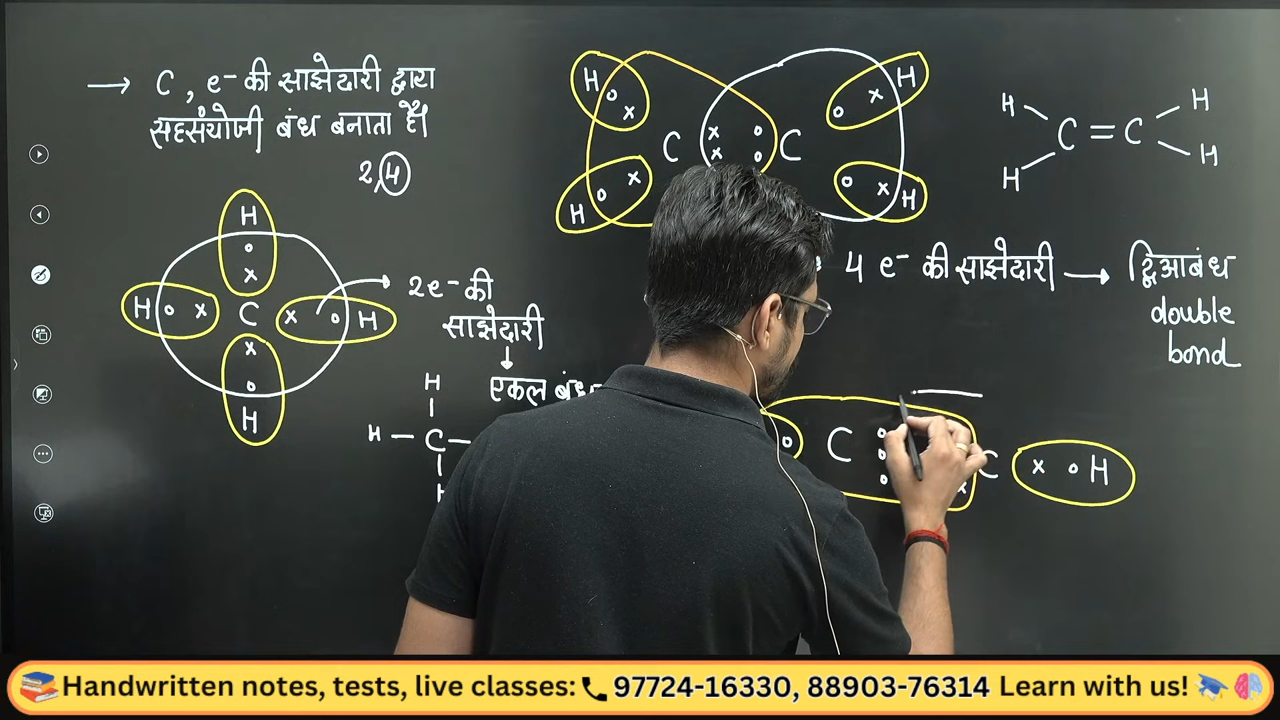 → C, e⁻ की साझेदारी द्वारा
सहसंयोजी बंध बनाता है।
2,4
H
o
x
H o x C x o H
x
o
H
2e⁻ की
साझेदारी
↓
एकल बंध
H
H — C —
H o x
C x x o o C
o x H
H o x
o x H
H H
C = C
H H
4 e⁻ की साझेदारी → द्विआबंध
double
bond
o C o o o x C x o H
Handwritten notes, tests, live classes: 97724-16330, 88903-76314 Learn with us!